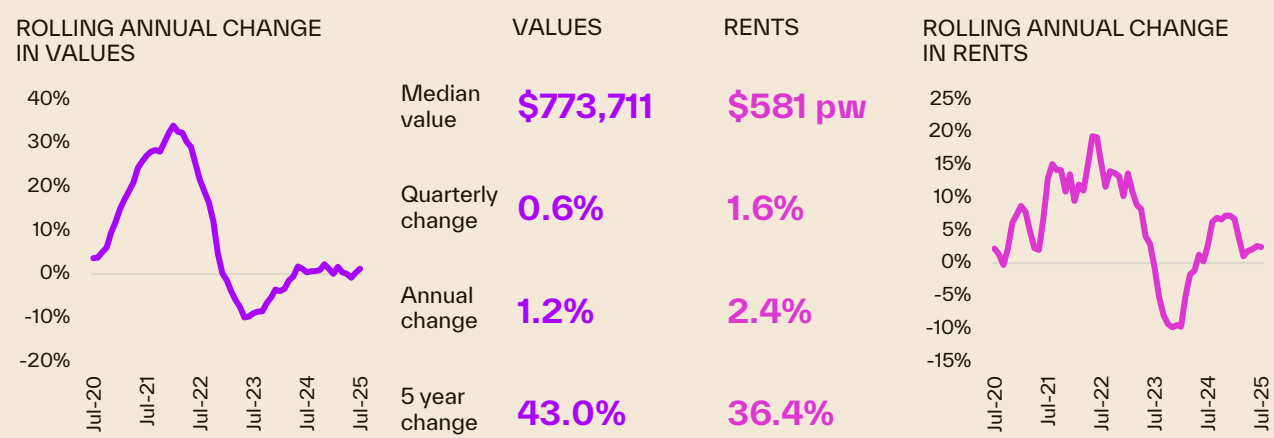 ROLLING ANNUAL CHANGE
IN VALUES
40%
30%
20%
10%
0%
-10%
-20%
Jul-20
Jul-21
Jul-22
Jul-23
Jul-24
Jul-25
VALUES
RENTS
Median
value
$773,711
$581 pw
Quarterly
change
0.6%
1.6%
Annual
change
1.2%
2.4%
5 year
change
43.0%
36.4%
ROLLING ANNUAL CHANGE
IN RENTS
25%
20%
15%
10%
5%
0%
-5%
-10%
-15%
Jul-20
Jul-21
Jul-22
Jul-23
Jul-24
Jul-25